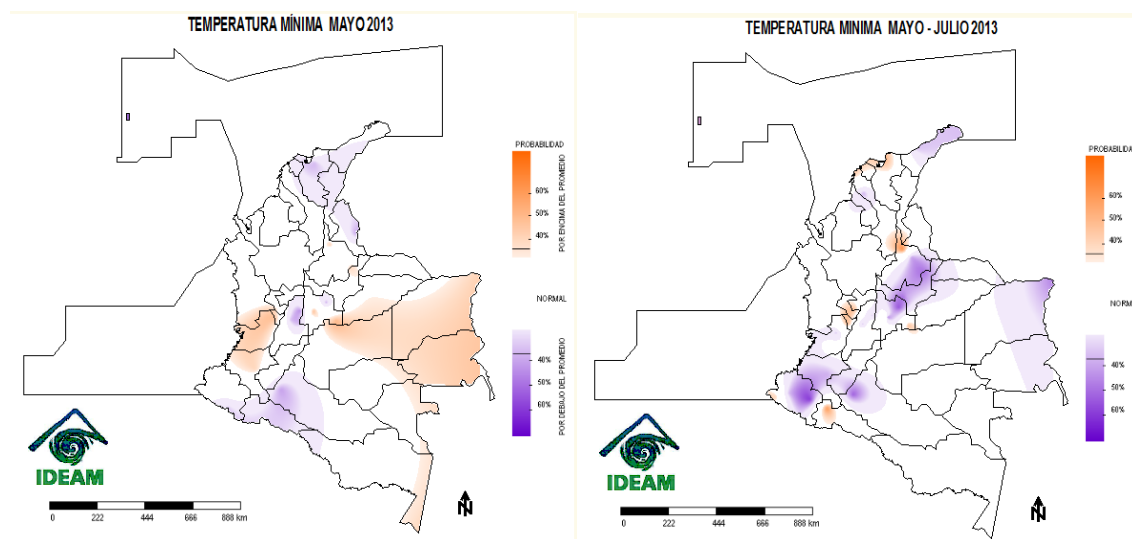 TEMPERATURA MÍNIMA MAYO 2013
PROBABILIDAD
60%
50%
40%
POR ENCIMA DEL PROMEDIO
NORMAL
40%
50%
60%
POR DEBAJO DEL PROMEDIO
IDEAM
N
0 222 444 666 888 km
TEMPERATURA MINIMA MAYO - JULIO 2013
PROBABI
60%
50%
40%
NORM
40%
50%
60%
IDEAM
N
0 222 444 666 888 km